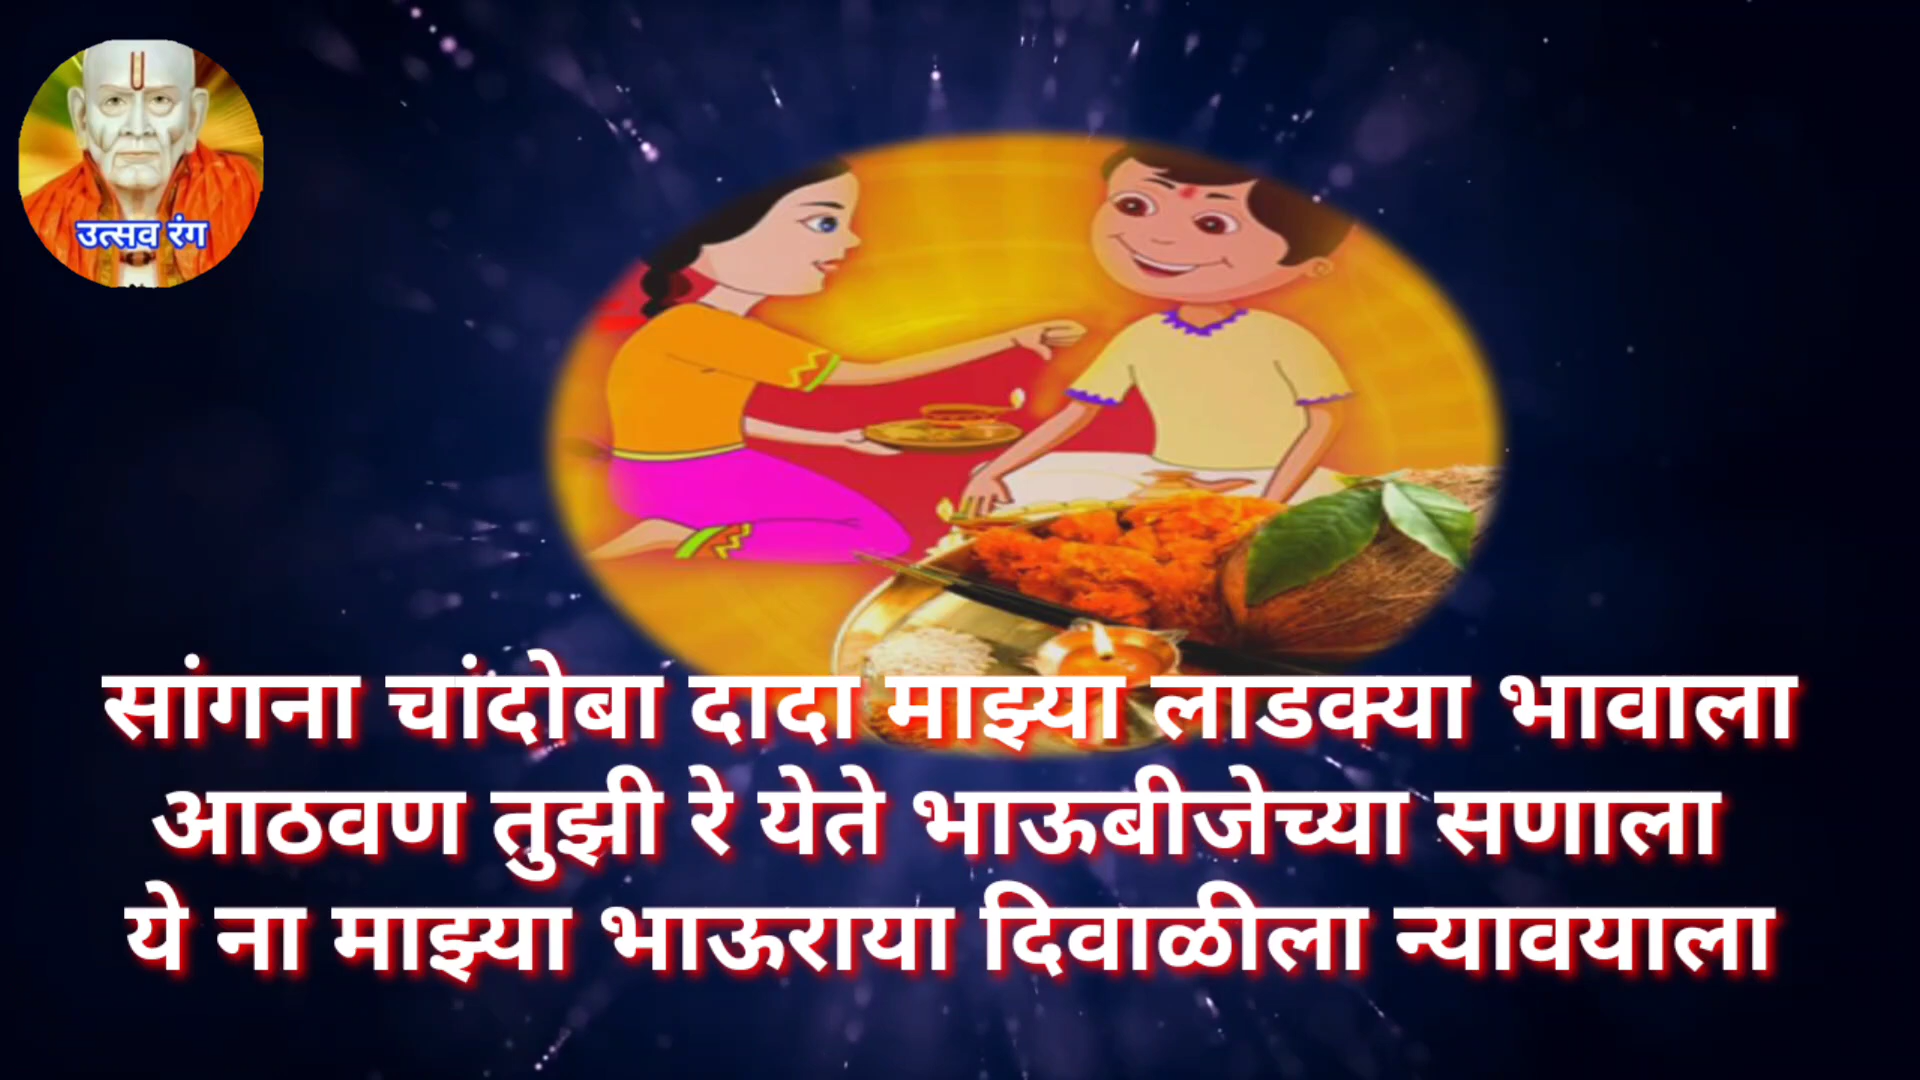 उत्सव रंग
सांगना चांदोबा दादा माझ्या लाडक्या भावाला
आठवण तुझी रे येते भाऊबीजेच्या सणाला
ये ना माझ्या भाऊराया दिवाळीला न्यावयाला